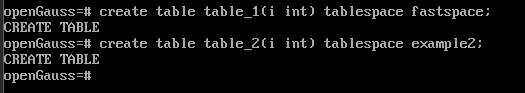 openGauss=# create table table_1(i int) tablespace fastspace;
CREATE TABLE
openGauss=# create table table_2(i int) tablespace example2;
CREATE TABLE
openGauss=#